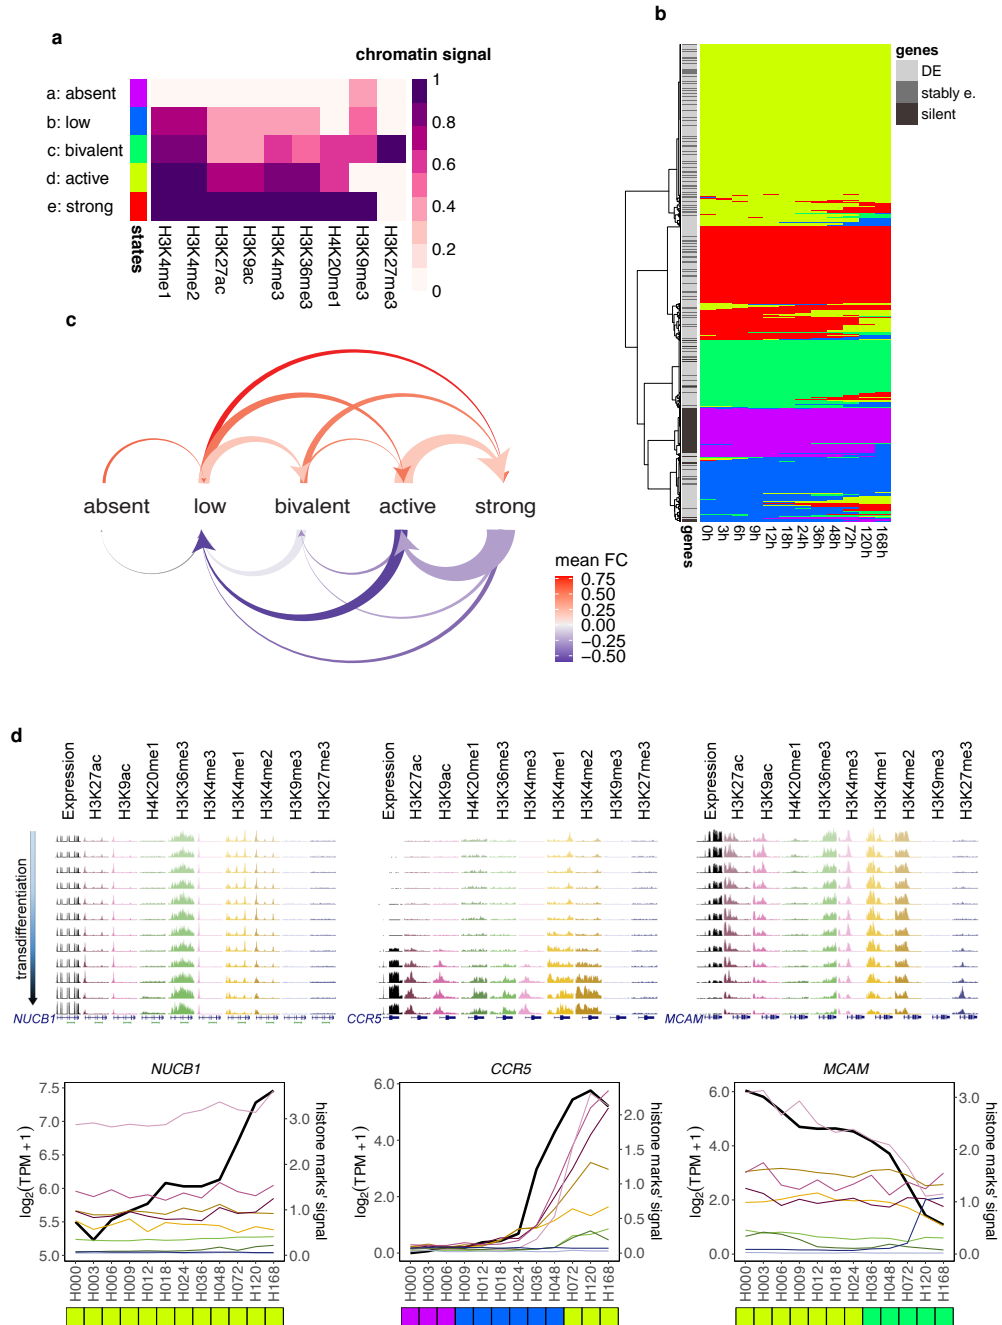 a
chromatin signal
a: absent
b: low
c: bivalent
d: active
e: strong
states
H3K4me1
H3K4me2
H3K27ac
H3K9ac
H3K4me3
H3K36me3
H4K20me1
H3K9me3
H3K27me3
1
0.8
0.6
0.4
0.2
0
b
genes
DE
stably e.
silent
genes
0h
3h
6h
9h
12h
18h
24h
36h
48h
72h
120h
168h
c
absent low bivalent active strong
mean FC
0.75
0.50
0.25
0.00
−0.25
−0.50
d
transdifferentiation
Expression
H3K27ac
H3K9ac
H4K20me1
H3K36me3
H3K4me3
H3K4me1
H3K4me2
H3K9me3
H3K27me3
NUCB1
Expression
H3K27ac
H3K9ac
H4K20me1
H3K36me3
H3K4me3
H3K4me1
H3K4me2
H3K9me3
H3K27me3
CCR5
Expression
H3K27ac
H3K9ac
H4K20me1
H3K36me3
H3K4me3
H3K4me1
H3K4me2
H3K9me3
H3K27me3
MCAM
NUCB1
log2(TPM + 1)
7.5
7.0
6.5
6.0
5.5
5.0
histone marks' signal
3.0
2.0
1.0
0.0
H000
H003
H006
H009
H012
H018
H024
H036
H048
H072
H120
H168
CCR5
log2(TPM + 1)
6.0
4.0
2.0
0.0
histone marks' signal
2.0
1.5
1.0
0.5
0.0
H000
H003
H006
H009
H012
H018
H024
H036
H048
H072
H120
H168
MCAM
log2(TPM + 1)
6.0
4.0
2.0
0.0
histone marks' signal
3.0
2.0
1.0
0.0
H000
H003
H006
H009
H012
H018
H024
H036
H048
H072
H120
H168